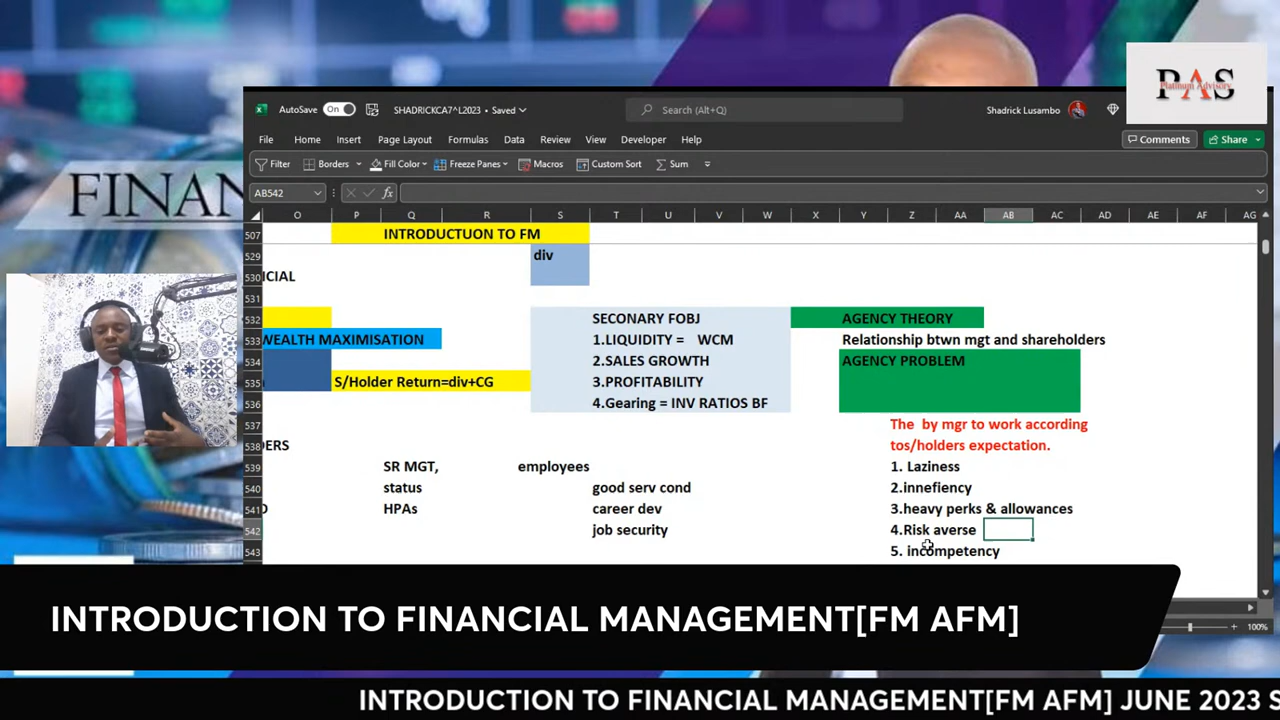 PAS
Platinum Advisory
FINAN
AutoSave On SHADRICKCA7^L2023 • Saved Search (Alt+Q) Shadrick Lusambo
File Home Insert Page Layout Formulas Data Review View Developer Help Comments Share
Filter Borders Fill Color Freeze Panes Macros Custom Sort Sum
AB542 fx
O P Q R S T U V W X Y Z AA AB AC AD AE AF AG
507 INTRODUCTUON TO FM
529 div
530 ICIAL
531
532 SECONARY FOBJ AGENCY THEORY
533 WEALTH MAXIMISATION 1.LIQUIDITY = WCM Relationship btwn mgt and shareholders
534 2.SALES GROWTH AGENCY PROBLEM
535 S/Holder Return=div+CG 3.PROFITABILITY
536 4.Gearing = INV RATIOS BF
537 The by mgr to work according
538 DERS tos/holders expectation.
539 SR MGT, employees 1. Laziness
540 status good serv cond 2.innefiency
541 HPAs career dev 3.heavy perks & allowances
542 job security 4.Risk averse
543 5. incompetency
100%
INTRODUCTION TO FINANCIAL MANAGEMENT[FM AFM]
INTRODUCTION TO FINANCIAL MANAGEMENT[FM AFM] JUNE 2023 S